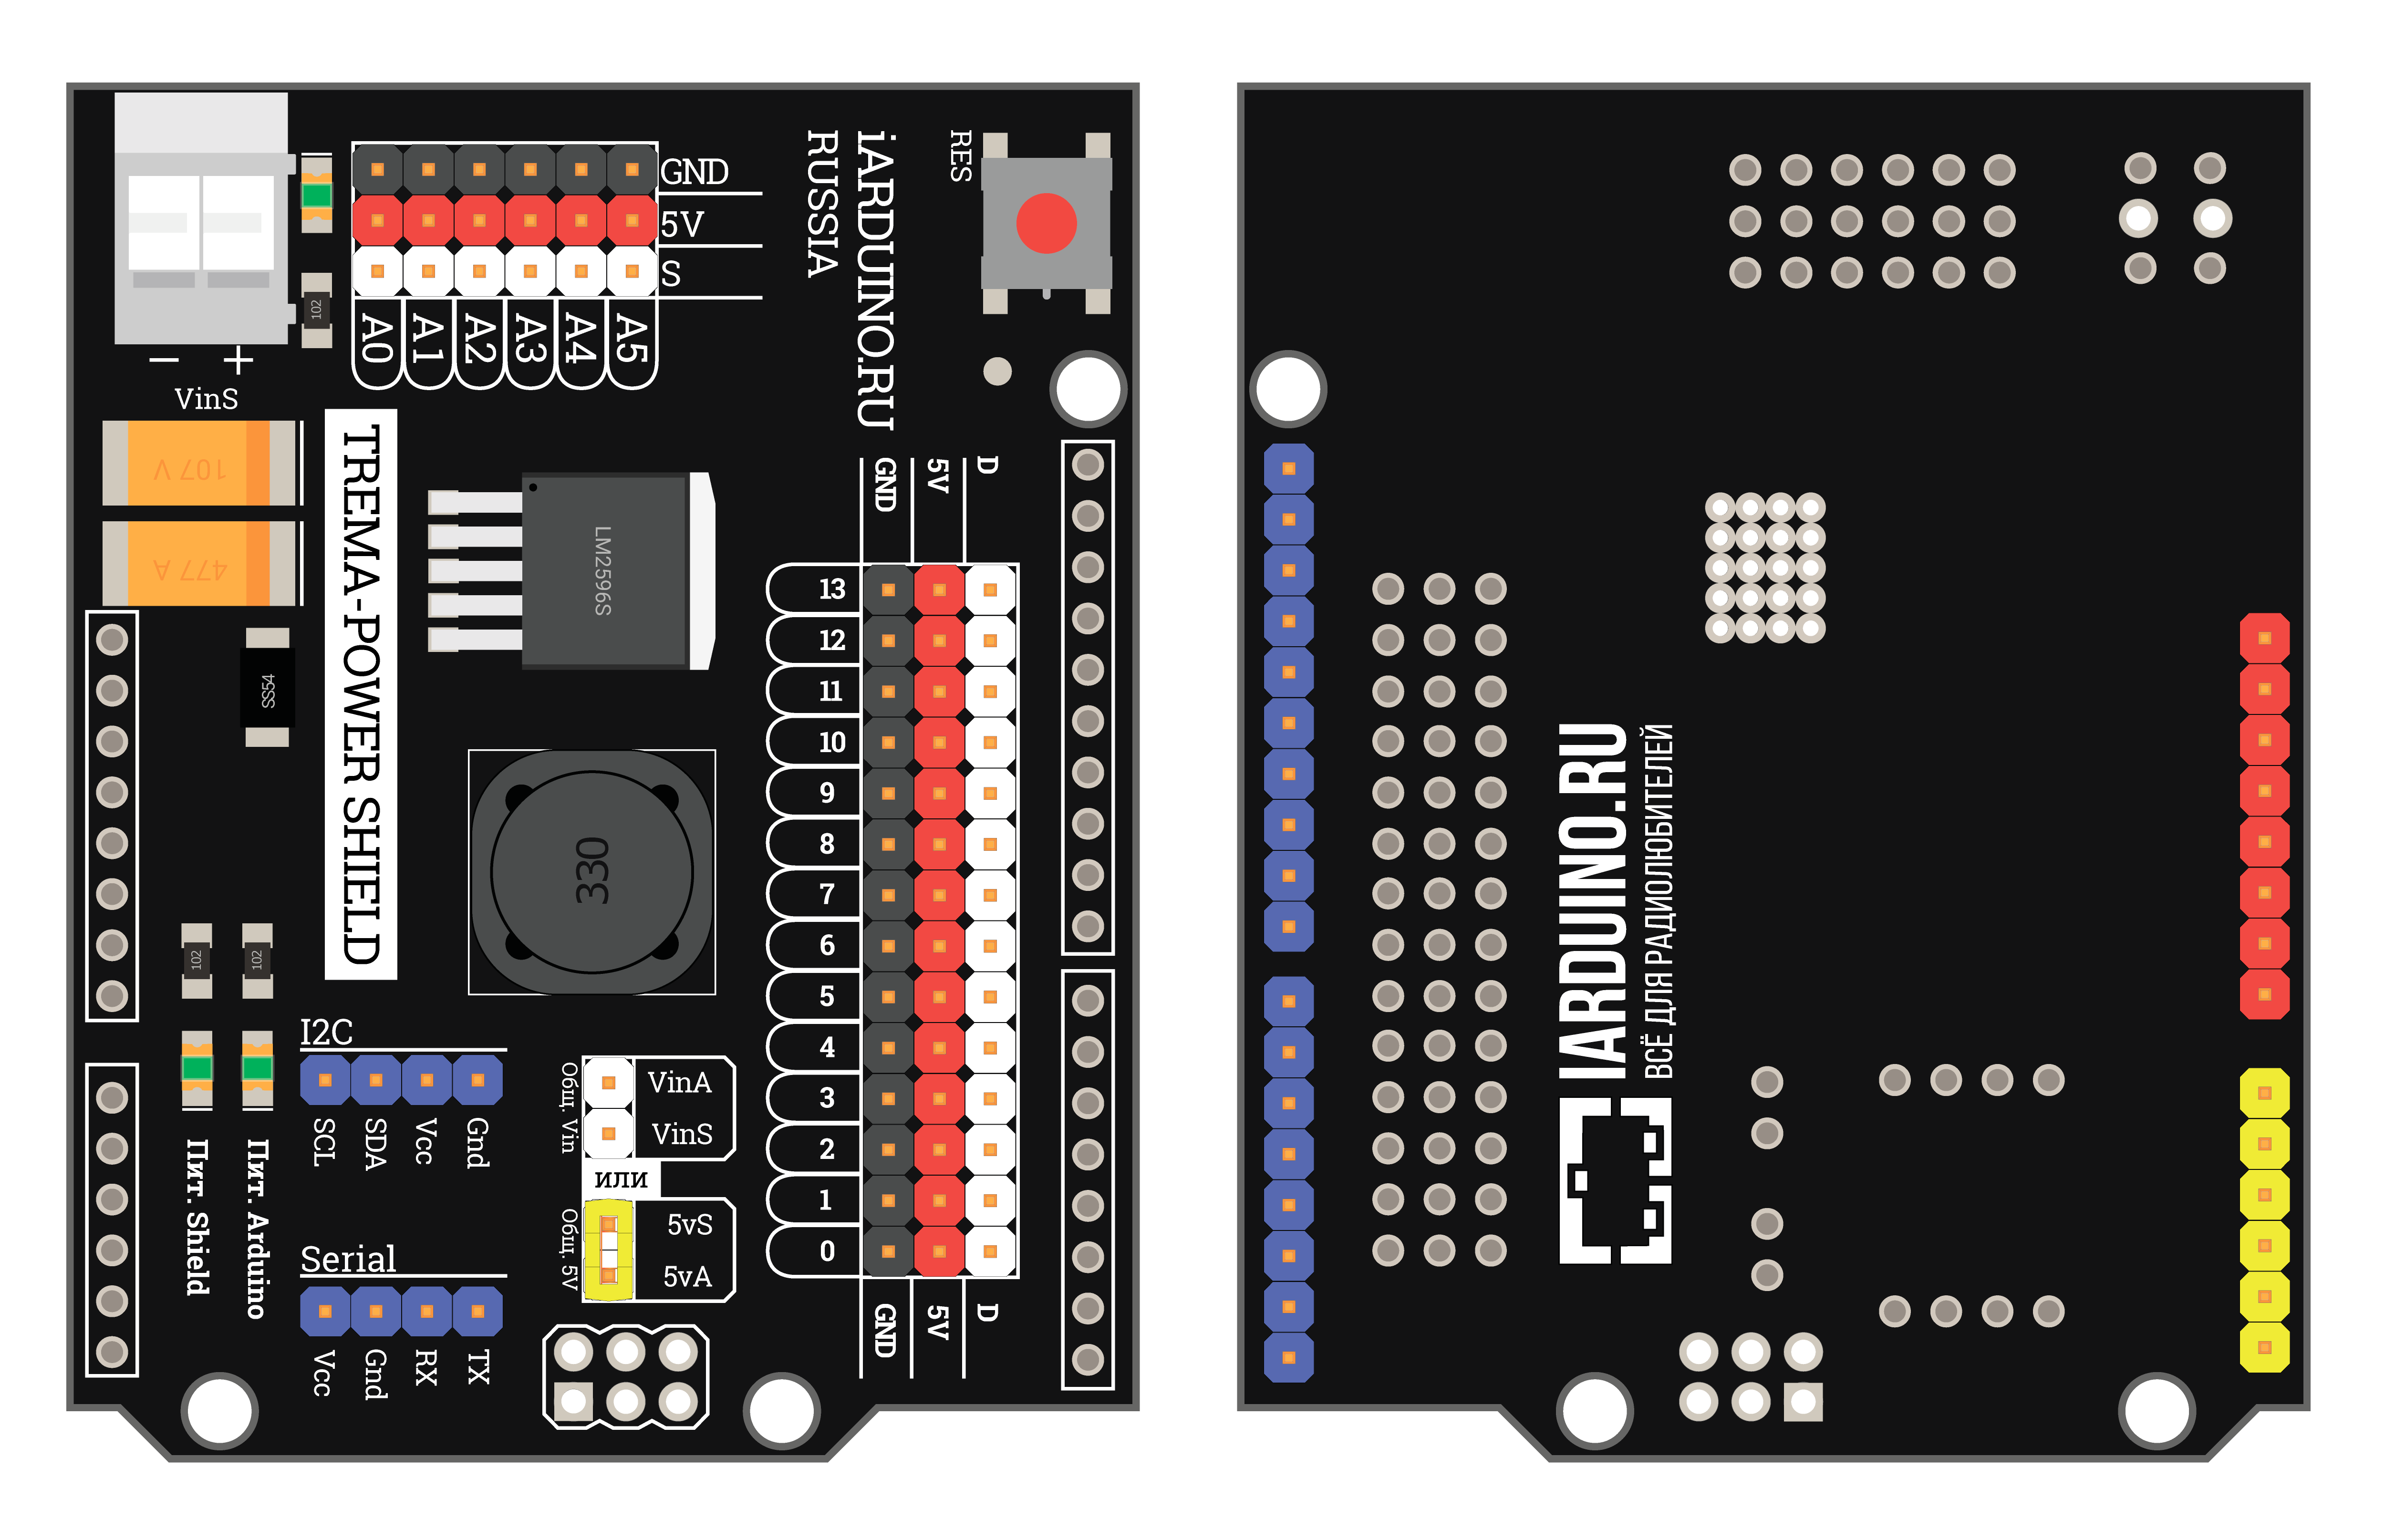 GND
5V
S
A0
A1
A2
A3
A4
A5
RES
iARDUINO.RU
RUSSIA
102
− +
VinS
107 V
477 A
TREMA-POWER SHIELD
LM2596S
SS54
330
GND
5V
D
13
12
11
10
9
8
7
6
5
4
3
2
1
0
GND
5V
D
102
102
Пит. Shield
Пит. Arduino
I2C
SCL
SDA
Vcc
Gnd
Serial
Vcc
Gnd
RX
TX
Общ. Vin
VinA
VinS
или
Общ. 5V
5vS
5vA
IARDUINO.RU
ВСЁ ДЛЯ РАДИОЛЮБИТЕЛЕЙ